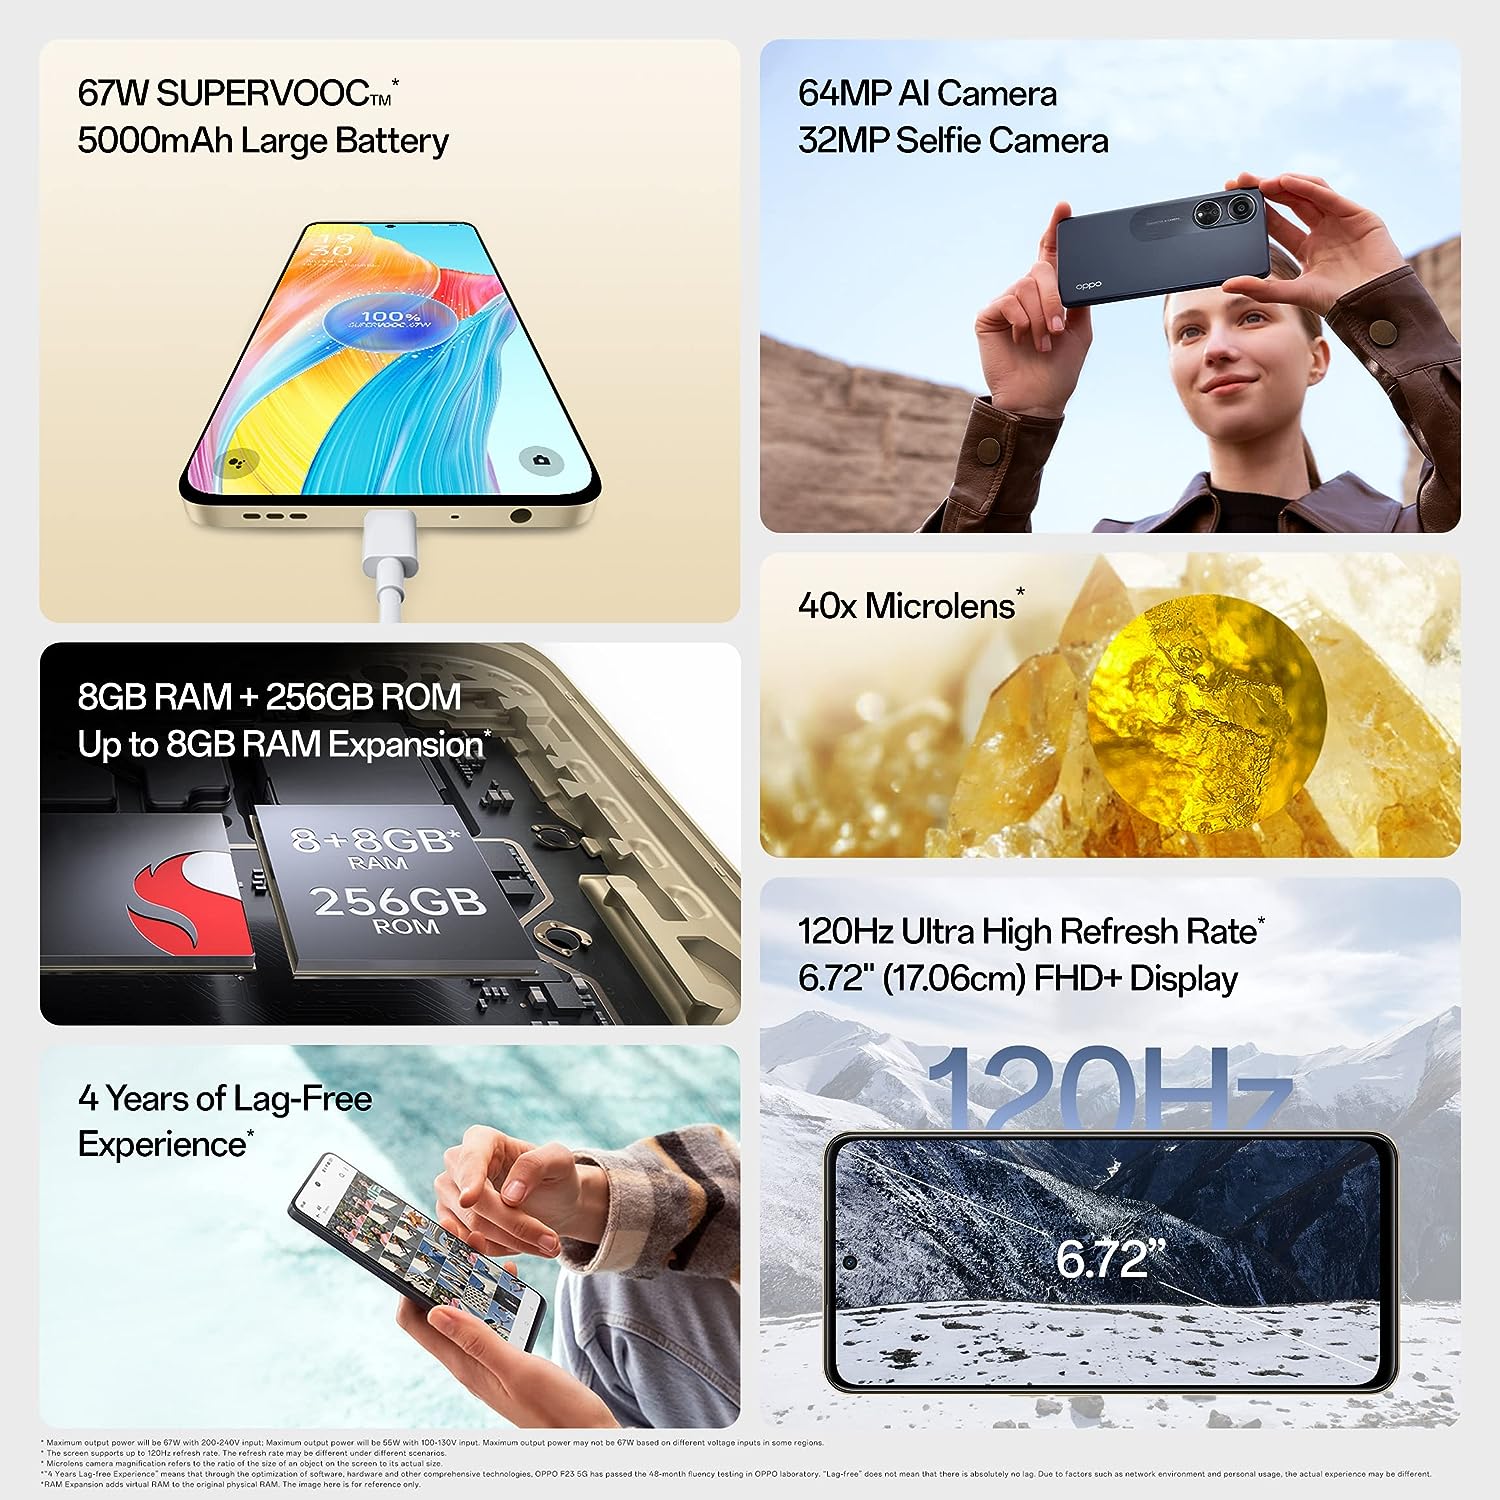 67W SUPERVOOC™*
5000mAh Large Battery
19
30
100%
SUPERVOOC 67W
64MP AI Camera
32MP Selfie Camera
oppo
40x Microlens*
8GB RAM + 256GB ROM
Up to 8GB RAM Expansion*
8+8GB*
RAM
256GB
ROM
120Hz Ultra High Refresh Rate*
6.72" (17.06cm) FHD+ Display
120Hz
6.72”
4 Years of Lag-Free
Experience*
* Maximum output power will be 67W with 200-240V input; Maximum output power will be 55W with 100-130V input. Maximum output power may not be 67W based on different voltage inputs in some regions.
* The screen supports up to 120Hz refresh rate. The refresh rate may be different under different scenarios.
* Microlens camera magnification refers to the ratio of the size of an object on the screen to its actual size.
*"4 Years Lag-free Experience" means that through the optimization of software, hardware and other comprehensive technologies, OPPO F23 5G has passed the 48-month fluency testing in OPPO laboratory. "Lag-free" does not mean that there is absolutely no lag. Due to factors such as network environment and personal usage, the actual experience may be different.
*RAM Expansion adds virtual RAM to the original physical RAM. The image here is for reference only.